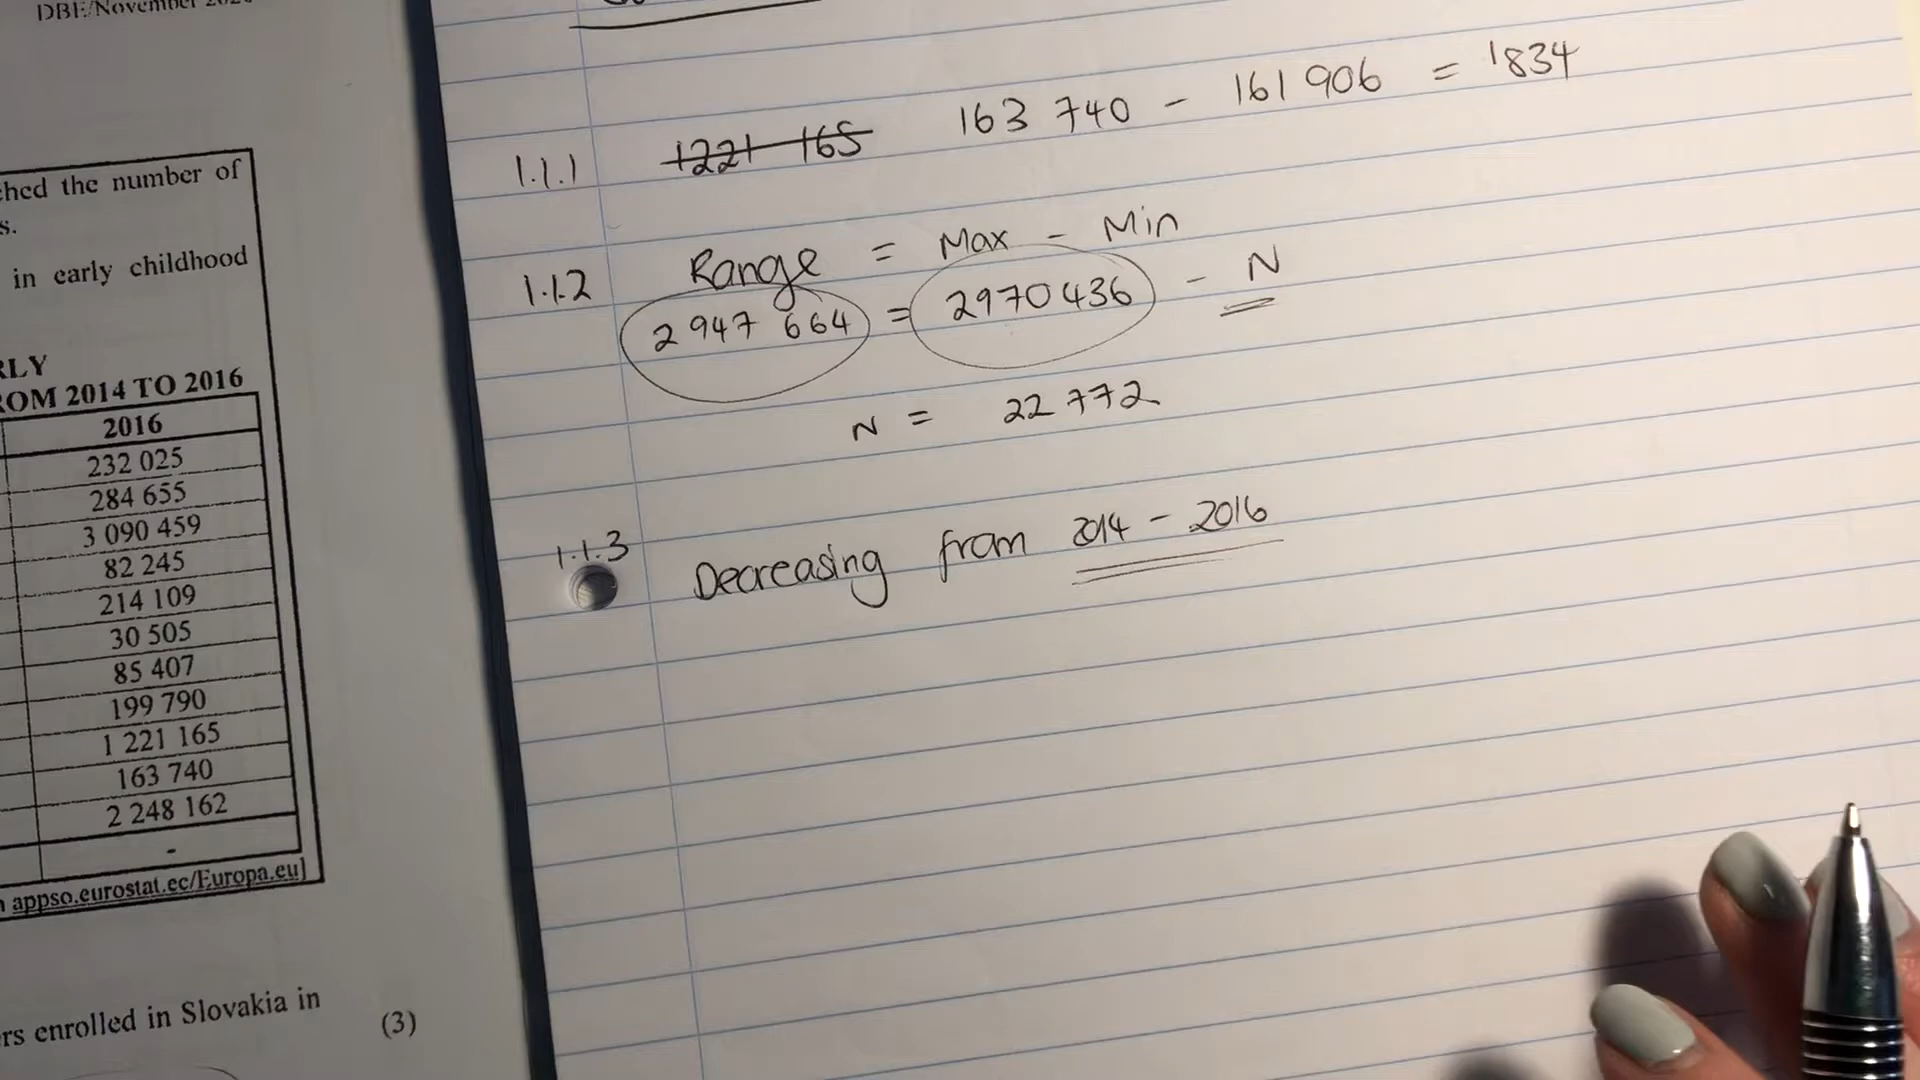 DBE/November
ched the number of
s.
in early childhood
RLY
ROM 2014 TO 2016
2016
232 025
284 655
3 090 459
82 245
214 109
30 505
85 407
199 790
1 221 165
163 740
2 248 162
-
appso.eurostat.ec/Europa.eu]
rs enrolled in Slovakia in
(3)
1.1.1 1221 165 163 740 - 161 906 = 1834
1.1.2 Range = Max - Min
2 947 664 = 2970 436 - N
N = 22 772
1.1.3 Decreasing from 2014 - 2016